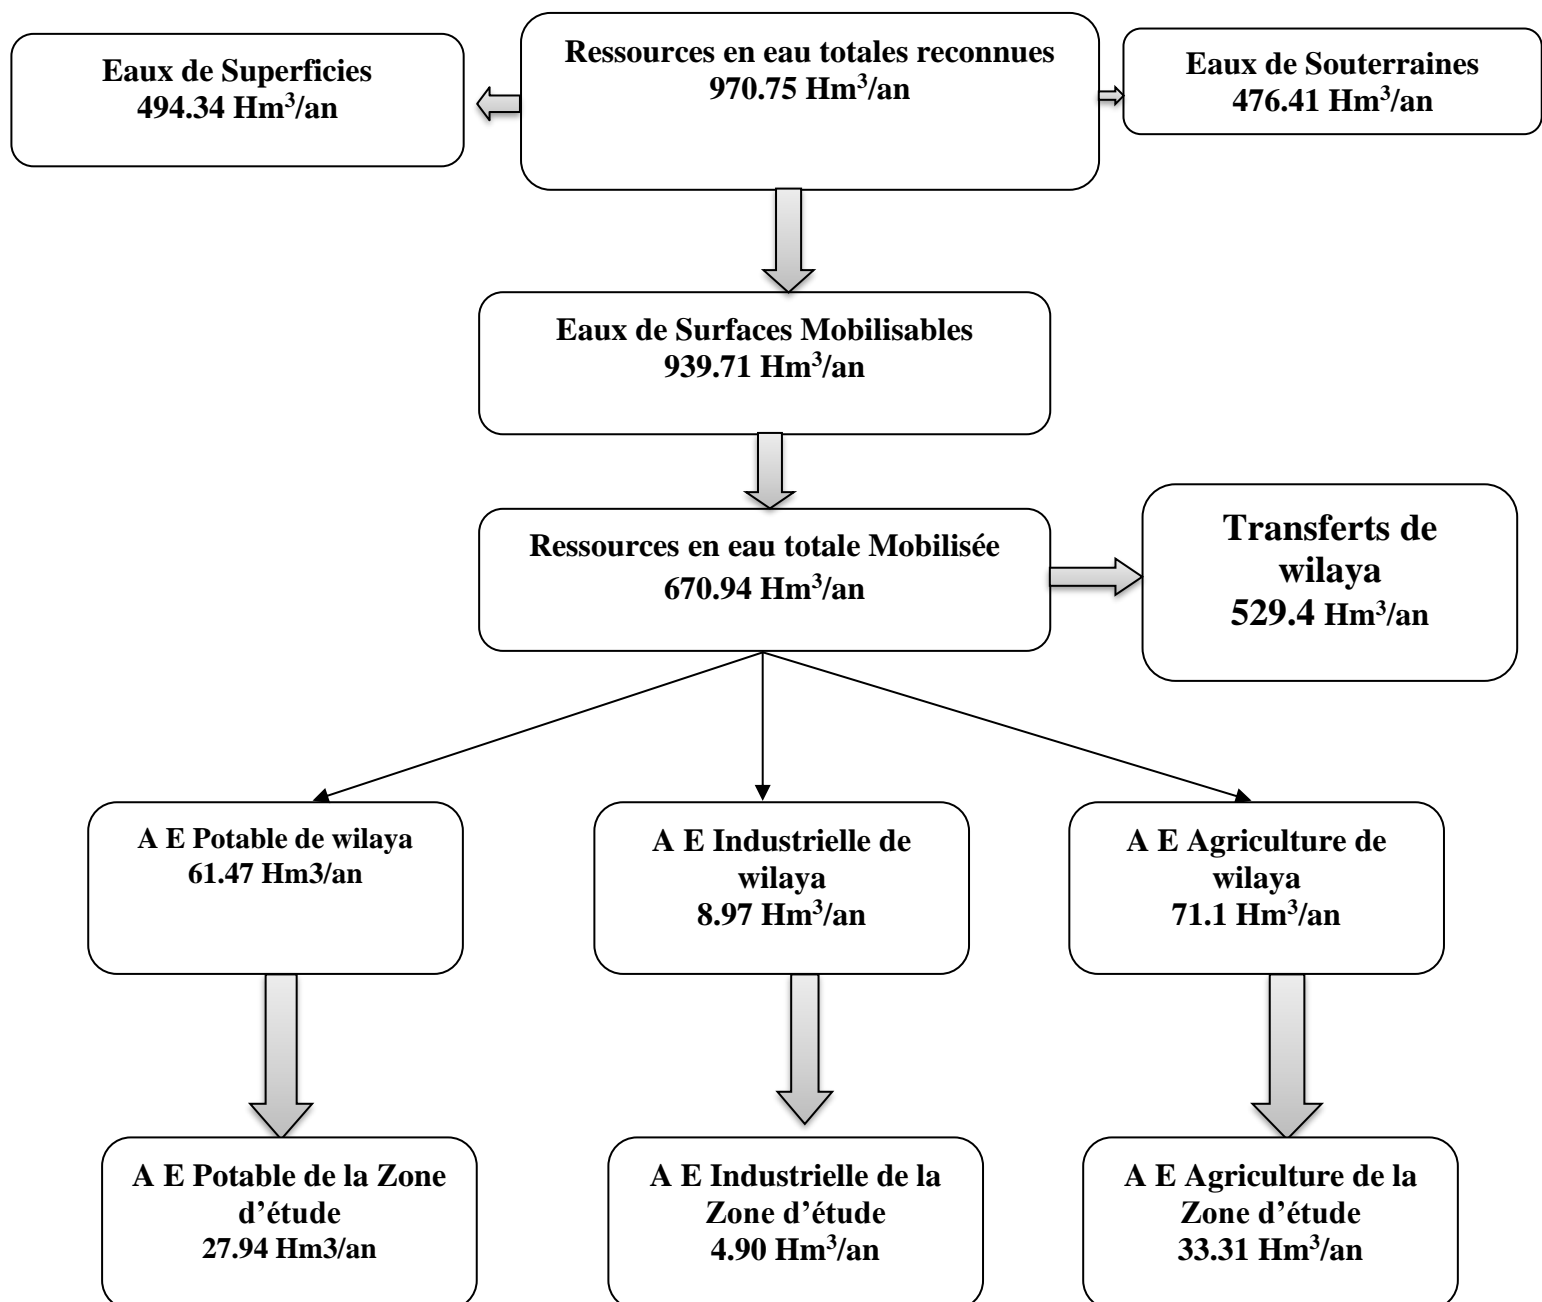 Ressources en eau totales reconnues
970.75 Hm³/an
Eaux de Superficies
494.34 Hm³/an
Eaux de Souterraines
476.41 Hm³/an
Eaux de Surfaces Mobilisables
939.71 Hm³/an
Ressources en eau totale Mobilisée
670.94 Hm³/an
Transferts de
wilaya
529.4 Hm³/an
A E Potable de wilaya
61.47 Hm3/an
A E Industrielle de
wilaya
8.97 Hm³/an
A E Agriculture de
wilaya
71.1 Hm³/an
A E Potable de la Zone
d’étude
27.94 Hm3/an
A E Industrielle de la
Zone d’étude
4.90 Hm³/an
A E Agriculture de la
Zone d’étude
33.31 Hm³/an